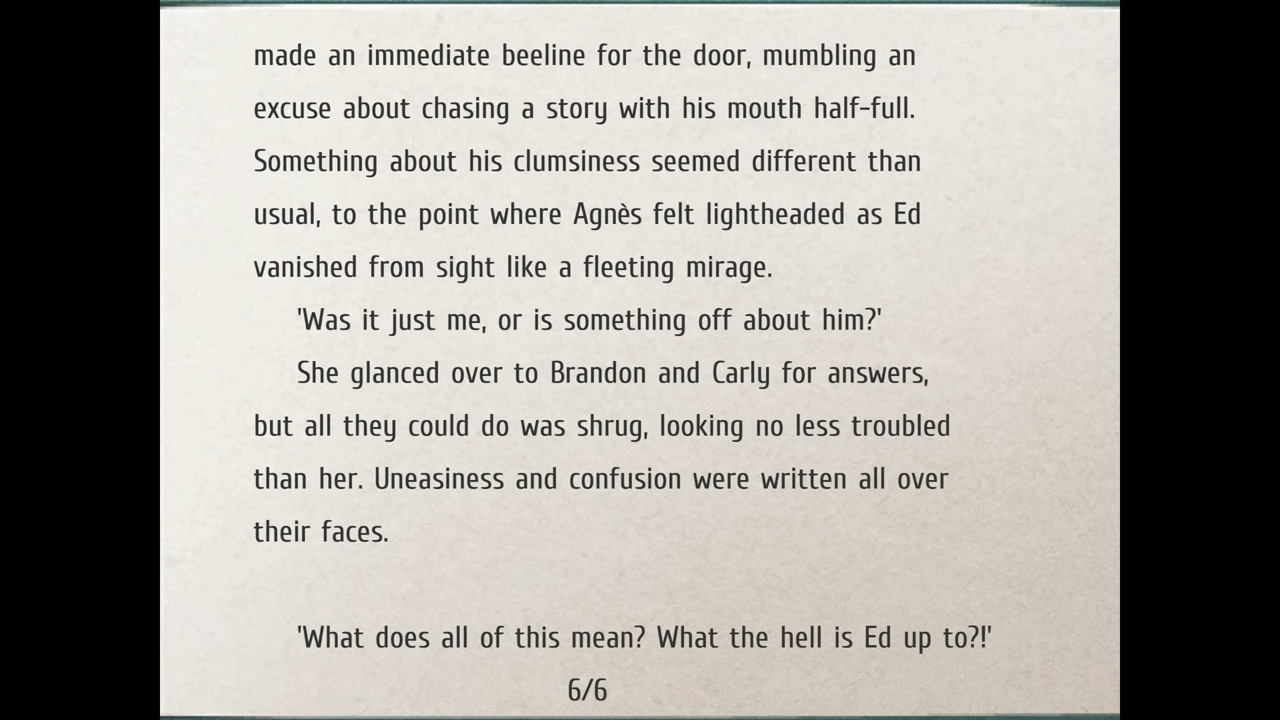 made an immediate beeline for the door, mumbling an
excuse about chasing a story with his mouth half-full.
Something about his clumsiness seemed different than
usual, to the point where Agnès felt lightheaded as Ed
vanished from sight like a fleeting mirage.
'Was it just me, or is something off about him?'
She glanced over to Brandon and Carly for answers,
but all they could do was shrug, looking no less troubled
than her. Uneasiness and confusion were written all over
their faces.
'What does all of this mean? What the hell is Ed up to?!'
6/6